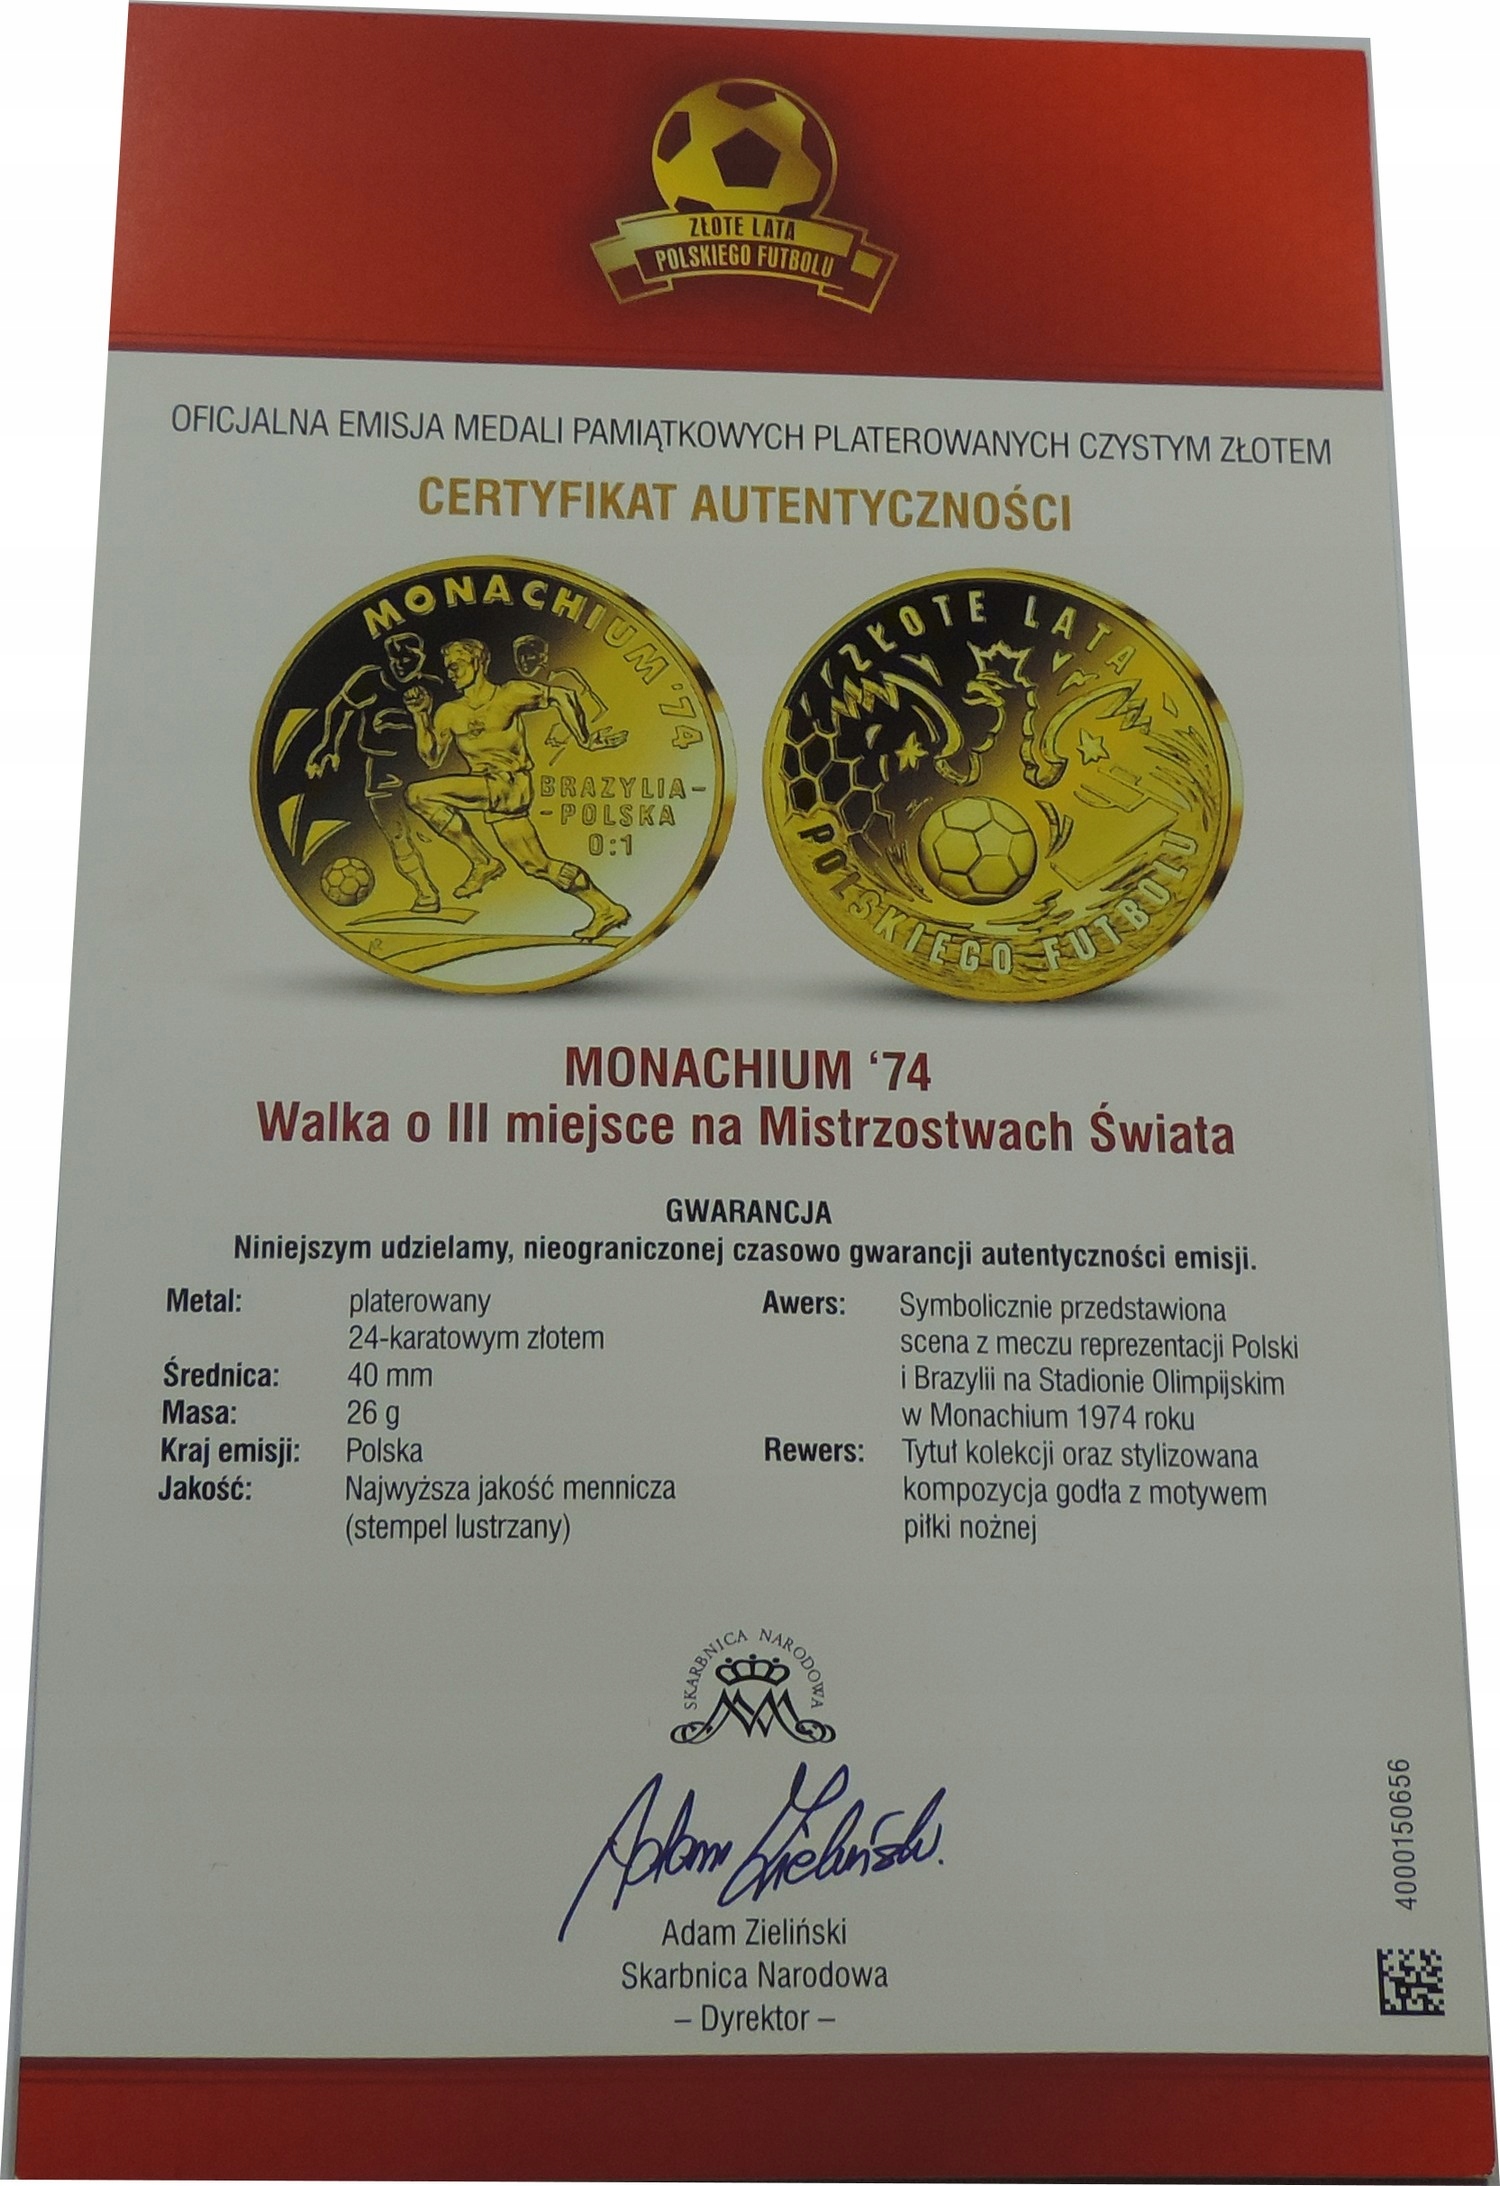 ZŁOTE LATA
POLSKIEGO FUTBOLU
OFICJALNA EMISJA MEDALI PAMIĄTKOWYCH PLATEROWANYCH CZYSTYM ZŁOTEM
CERTYFIKAT AUTENTYCZNOŚCI
MONACHIUM '74
BRAZYLIA-
-POLSKA
0:1
ZŁOTE LATA
POLSKIEGO FUTBOLU
MONACHIUM ‘74
Walka o III miejsce na Mistrzostwach Świata
GWARANCJA
Niniejszym udzielamy, nieograniczonej czasowo gwarancji autentyczności emisji.
Metal: platerowany
24-karatowym złotem
Średnica: 40 mm
Masa: 26 g
Kraj emisji: Polska
Jakość: Najwyższa jakość mennicza
(stempel lustrzany)
Awers: Symbolicznie przedstawiona
scena z meczu reprezentacji Polski
i Brazylii na Stadionie Olimpijskim
w Monachium 1974 roku
Rewers: Tytuł kolekcji oraz stylizowana
kompozycja godła z motywem
piłki nożnej
SKARBNICA NARODOWA
Adam Zieliński.
Adam Zieliński
Skarbnica Narodowa
– Dyrektor –
4000150656